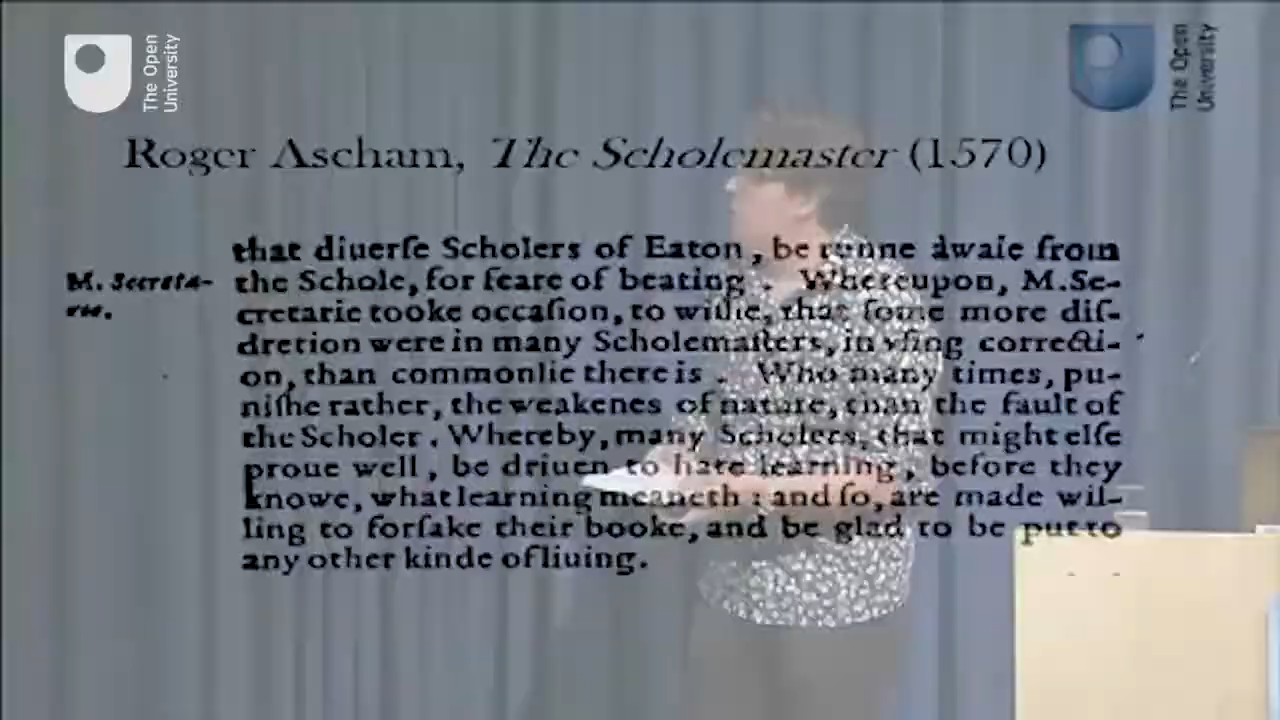 The Open
University
The Open
University
Roger Ascham, The Scholemaster (1570)
that diuerſe Scholers of Eaton, be runne awaie from
M. Secreta-
rie.
the Schole, for feare of beating. Whereupon, M.Se-
cretarie tooke occaſion, to wiſhe, that ſome more diſ-
cretion were in many Scholemaſters, in vſing correcti-
on, than commonlie there is. Who many times, pu-
niſhe rather, the weakenes of nature, than the fault of
the Scholer. Whereby, many Scholers, that might elſe
proue well, be driuen to hate learning, before they
knowe, what learning meaneth: and ſo, are made wil-
ling to forſake their booke, and be glad to be put to
any other kinde of liuing.